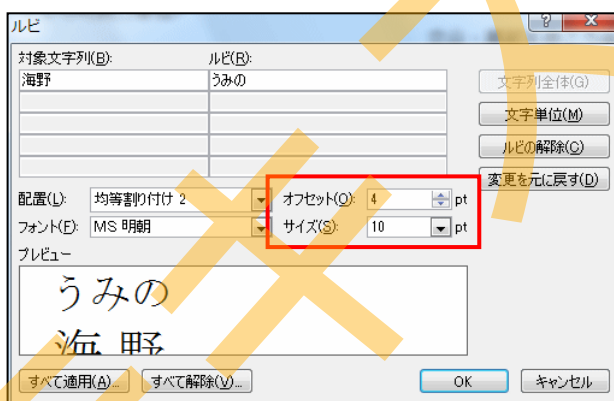 ルビ
対象文字列(B): ルビ(R):
海野 うみの
文字列全体(G)
文字単位(M)
ルビの解除(C)
変更を元に戻す(D)
配置(L): 均等割り付け 2 オフセット(O): 4 pt
フォント(F): MS 明朝 サイズ(S): 10 pt
プレビュー
うみの
海野
すべて適用(A)... すべて解除(V)... OK キャンセル